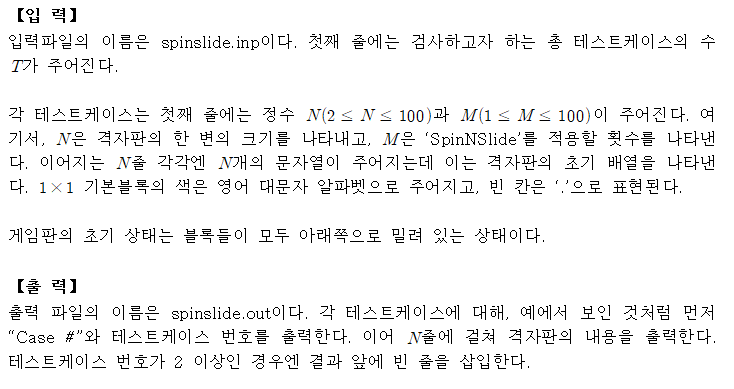 【입 력】
입력파일의 이름은 spinslide.inp이다. 첫째 줄에는 검사하고자 하는 총 테스트케이스의 수
T가 주어진다.
각 테스트케이스는 첫째 줄에는 정수 N(2 ≤ N ≤ 100)과 M(1 ≤ M ≤ 100)이 주어진다. 여
기서, N은 격자판의 한 변의 크기를 나타내고, M은 ‘SpinNSlide’를 적용할 횟수를 나타낸
다. 이어지는 N줄 각각엔 N개의 문자열이 주어지는데 이는 격자판의 초기 배열을 나타낸
다. 1×1 기본블록의 색은 영어 대문자 알파벳으로 주어지고, 빈 칸은 ‘.’으로 표현된다.
게임판의 초기 상태는 블록들이 모두 아래쪽으로 밀려 있는 상태이다.
【출 력】
출력 파일의 이름은 spinslide.out이다. 각 테스트케이스에 대해, 예에서 보인 것처럼 먼저
“Case #”와 테스트케이스 번호를 출력한다. 이어 N줄에 걸쳐 격자판의 내용을 출력한다.
테스트케이스 번호가 2 이상인 경우엔 결과 앞에 빈 줄을 삽입한다.